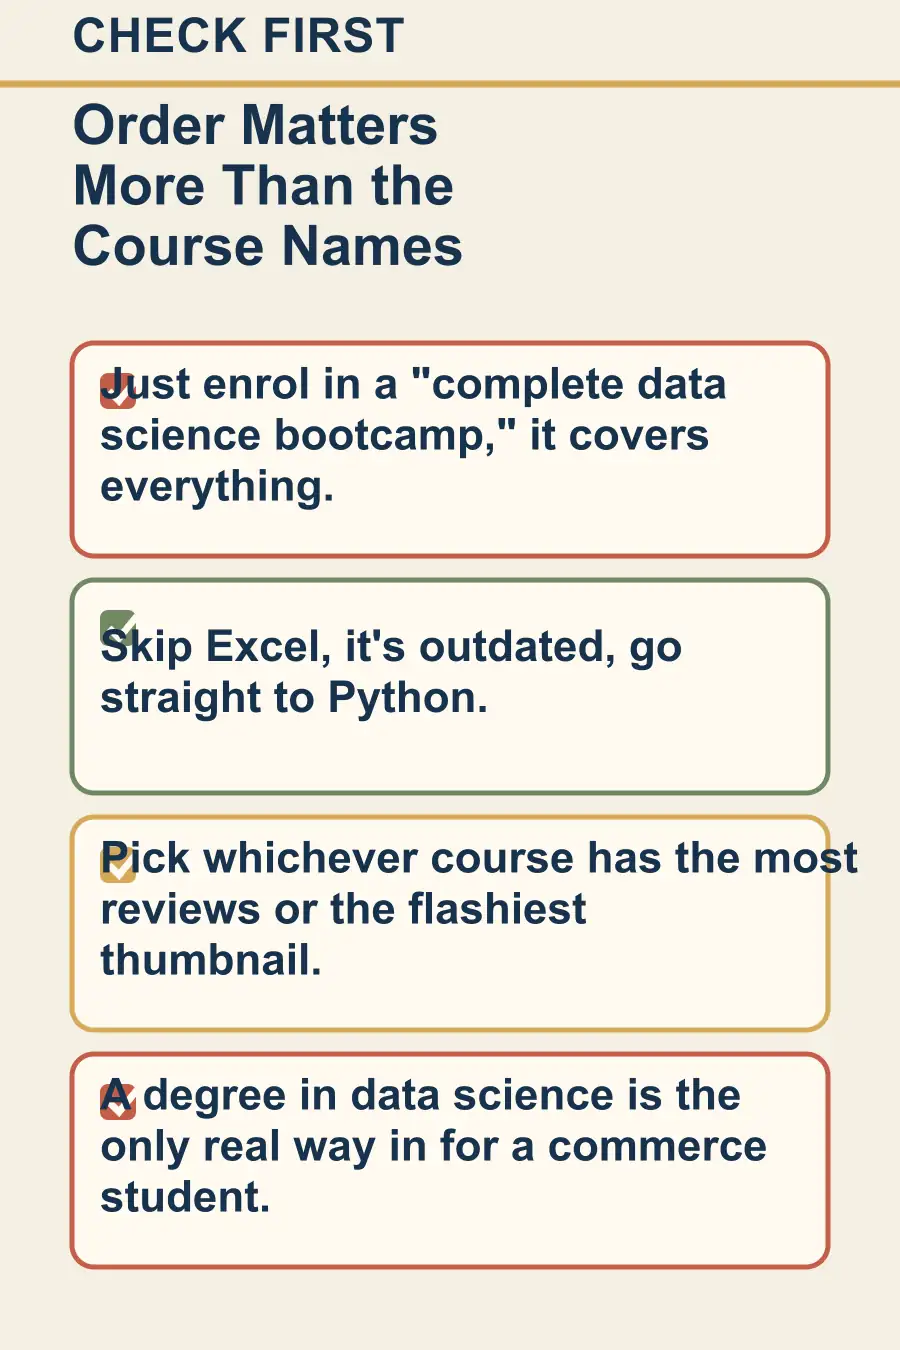 CHECK FIRST
Order Matters
More Than the
Course Names
Just enrol in a "complete data
science bootcamp," it covers
everything.
Skip Excel, it's outdated, go
straight to Python.
Pick whichever course has the most
reviews or the flashiest
thumbnail.
A degree in data science is the
only real way in for a commerce
student.